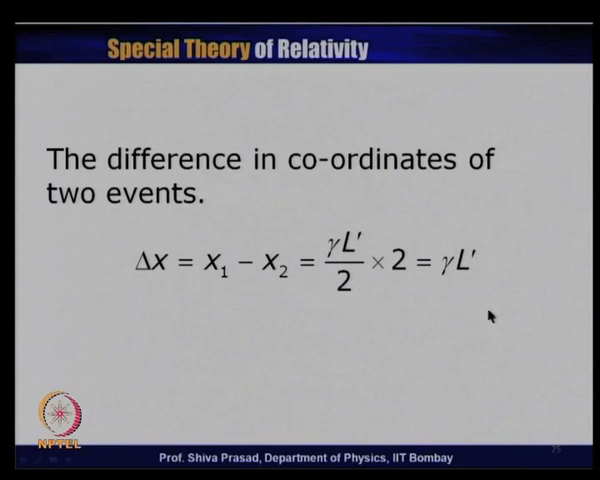 Special Theory of Relativity
The difference in co-ordinates of
two events.
Δx = x₁ − x₂ = γL′/2 × 2 = γL′
NPTEL
Prof. Shiva Prasad, Department of Physics, IIT Bombay
25